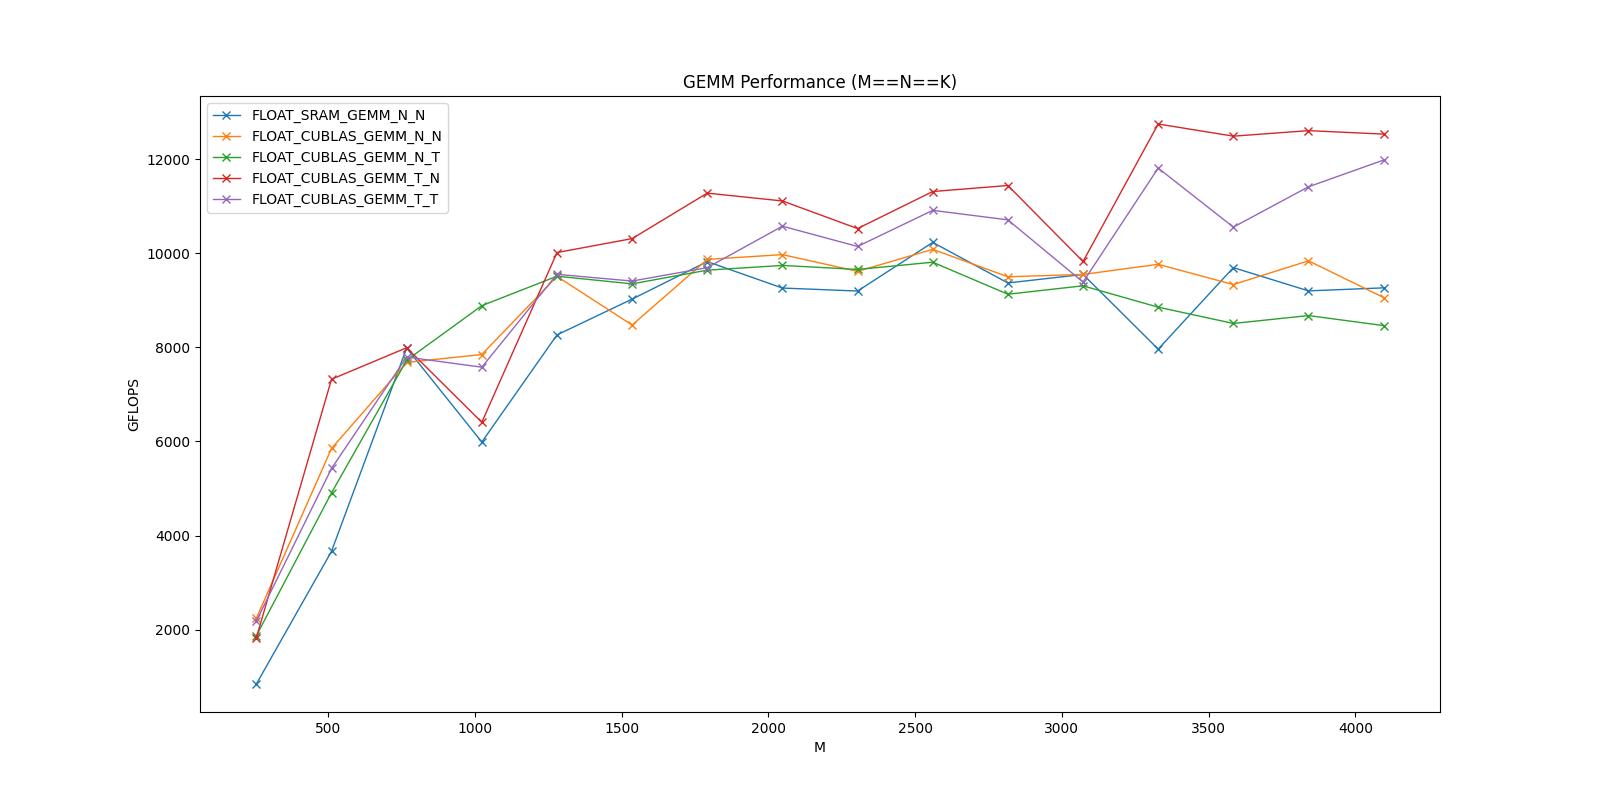 GEMM Performance (M==N==K)
FLOAT_SRAM_GEMM_N_N
FLOAT_CUBLAS_GEMM_N_N
FLOAT_CUBLAS_GEMM_N_T
FLOAT_CUBLAS_GEMM_T_N
FLOAT_CUBLAS_GEMM_T_T
12000
10000
8000
6000
4000
2000
GFLOPS
500 1000 1500 2000 2500 3000 3500 4000
M